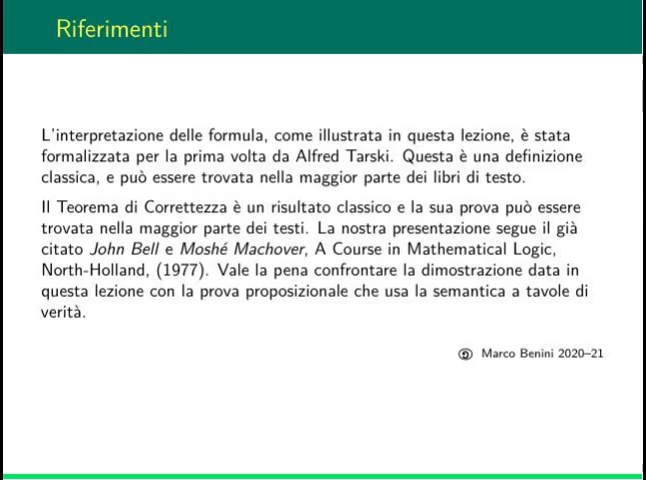 Riferimenti
L'interpretazione delle formula, come illustrata in questa lezione, è stata
formalizzata per la prima volta da Alfred Tarski. Questa è una definizione
classica, e può essere trovata nella maggior parte dei libri di testo.
Il Teorema di Correttezza è un risultato classico e la sua prova può essere
trovata nella maggior parte dei testi. La nostra presentazione segue il già
citato John Bell e Moshé Machover, A Course in Mathematical Logic,
North-Holland, (1977). Vale la pena confrontare la dimostrazione data in
questa lezione con la prova proposizionale che usa la semantica a tavole di
verità.
Marco Benini 2020–21